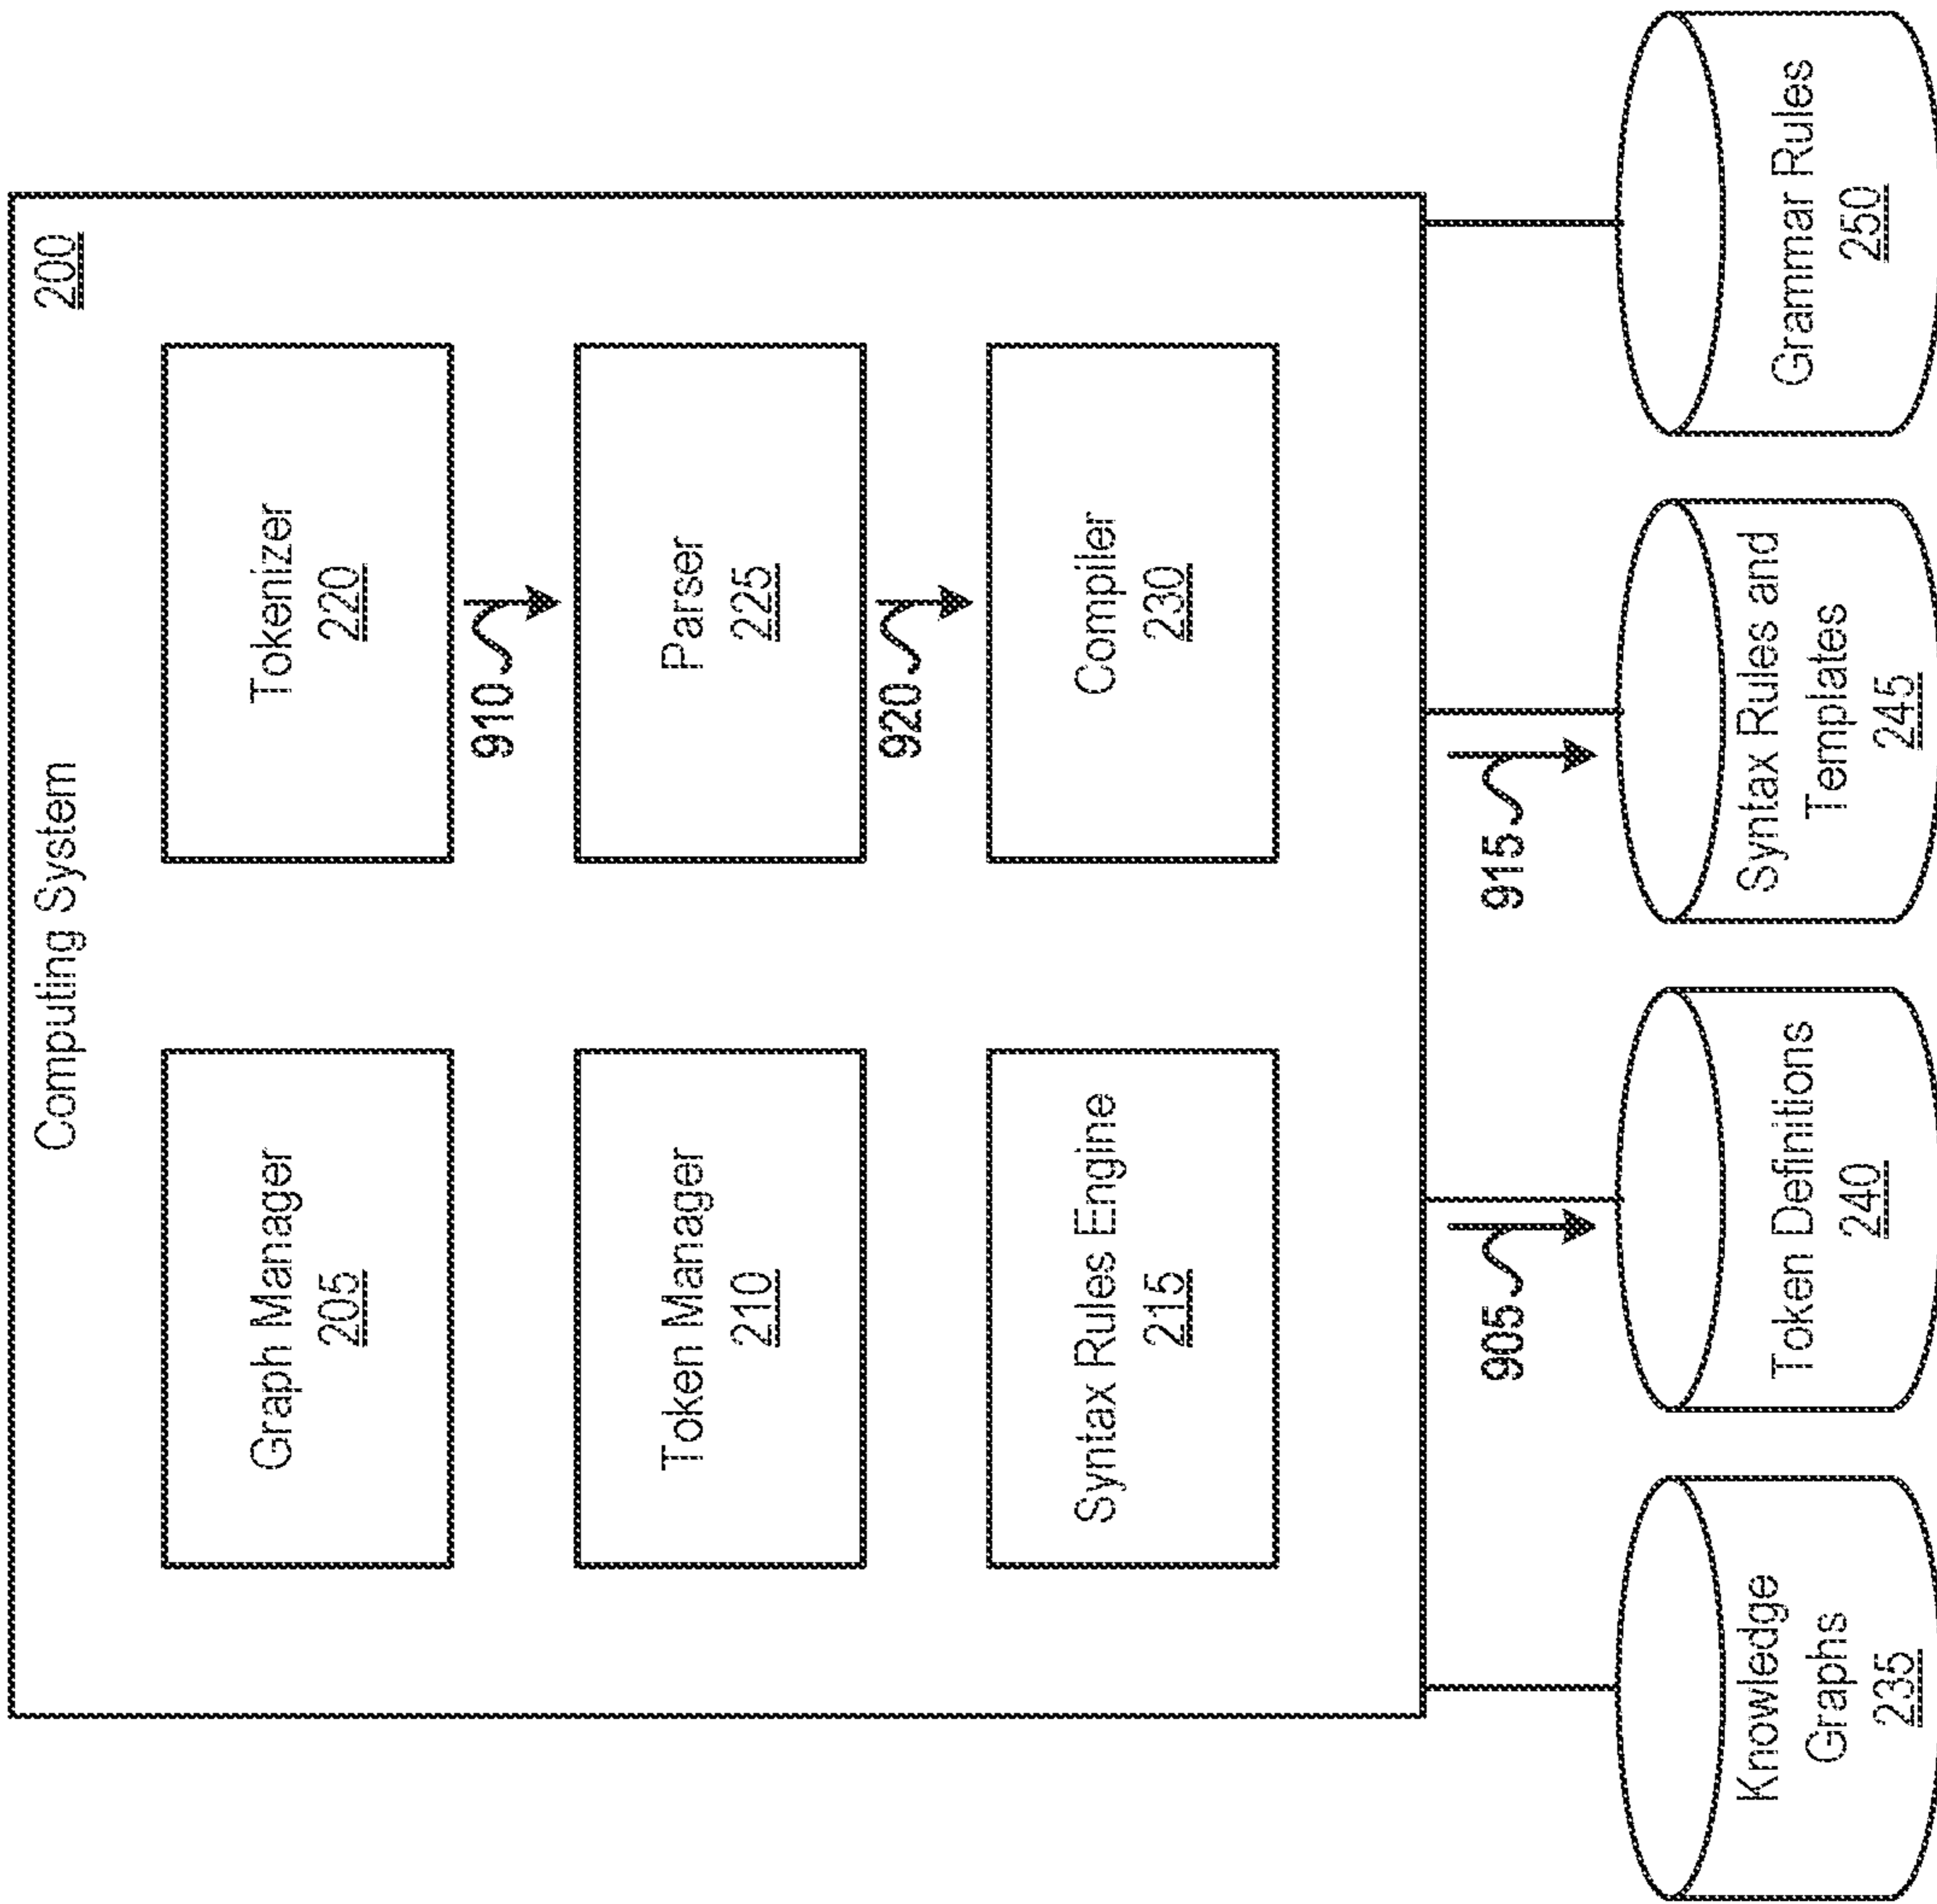 Computing System
200
Graph Manager
205
Tokenizer
220
910
Token Manager
210
Parser
225
920
Syntax Rules Engine
215
Compiler
230
905
915
Knowledge
Graphs
235
Token Definitions
240
Syntax Rules and
Templates
245
Grammar Rules
250